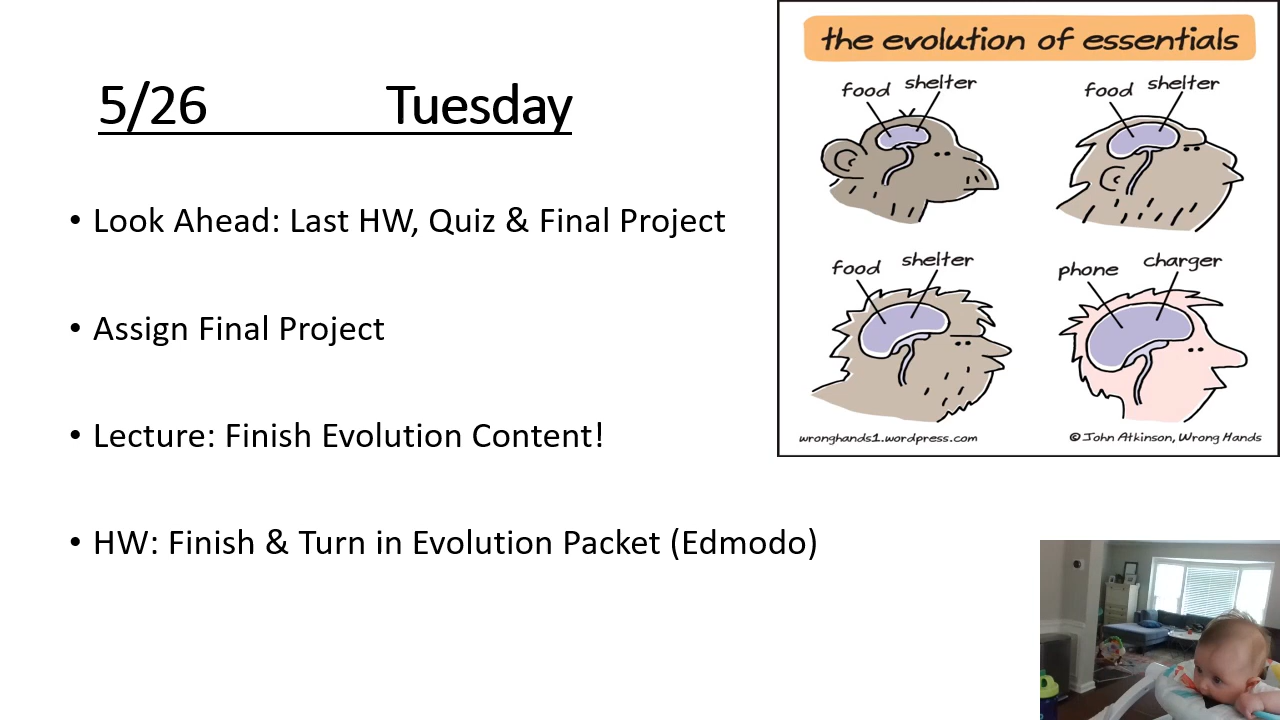 5/26 Tuesday
• Look Ahead: Last HW, Quiz & Final Project
• Assign Final Project
• Lecture: Finish Evolution Content!
• HW: Finish & Turn in Evolution Packet (Edmodo)
the evolution of essentials
food shelter
food shelter
food shelter
phone charger
wronghands1.wordpress.com
© John Atkinson, Wrong Hands